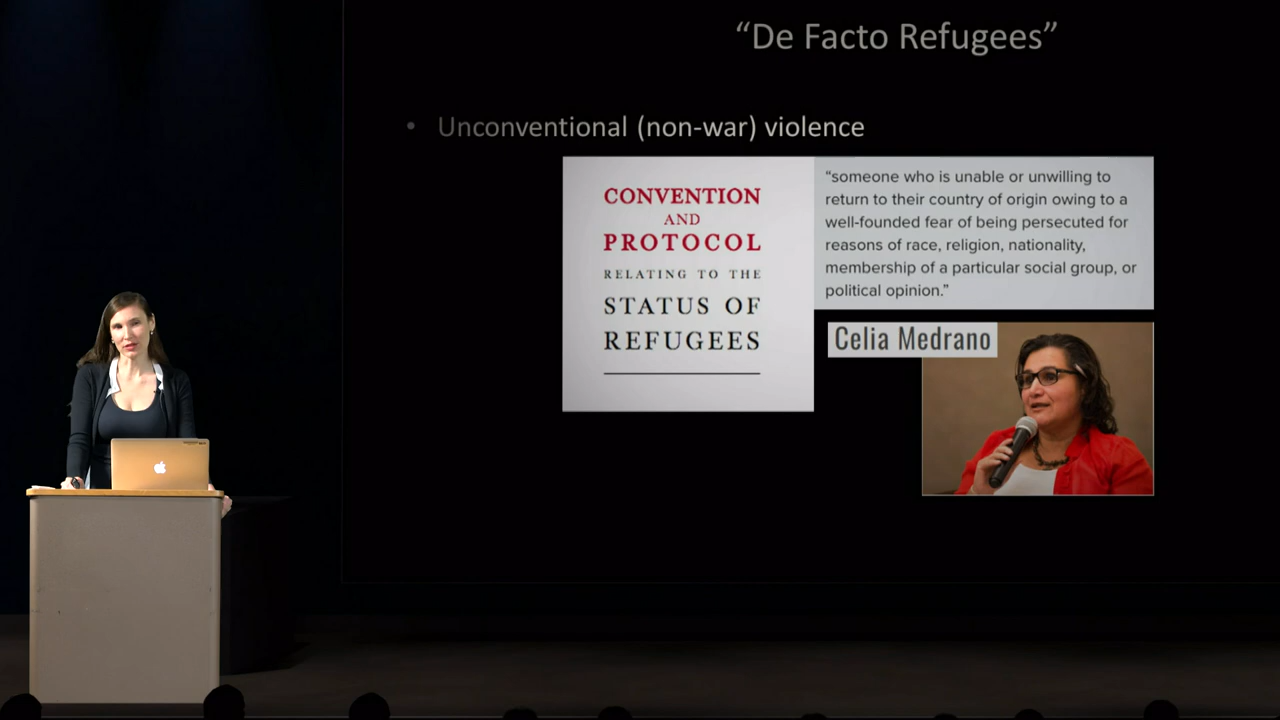 “De Facto Refugees”
• Unconventional (non-war) violence
CONVENTION
AND
PROTOCOL
RELATING TO THE
STATUS OF
REFUGEES
“someone who is unable or unwilling to
return to their country of origin owing to a
well-founded fear of being persecuted for
reasons of race, religion, nationality,
membership of a particular social group, or
political opinion.”
Celia Medrano